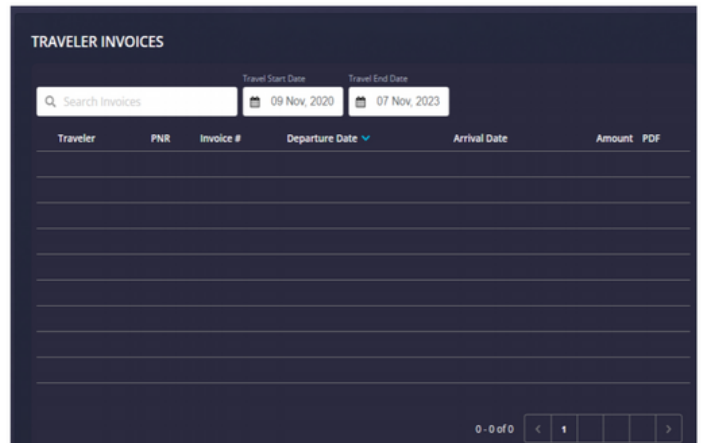 TRAVELER INVOICES
Travel Start Date Travel End Date
Search Invoices 09 Nov, 2020 07 Nov, 2023
Traveler PNR Invoice # Departure Date Arrival Date Amount PDF
0 - 0 of 0 < 1 >